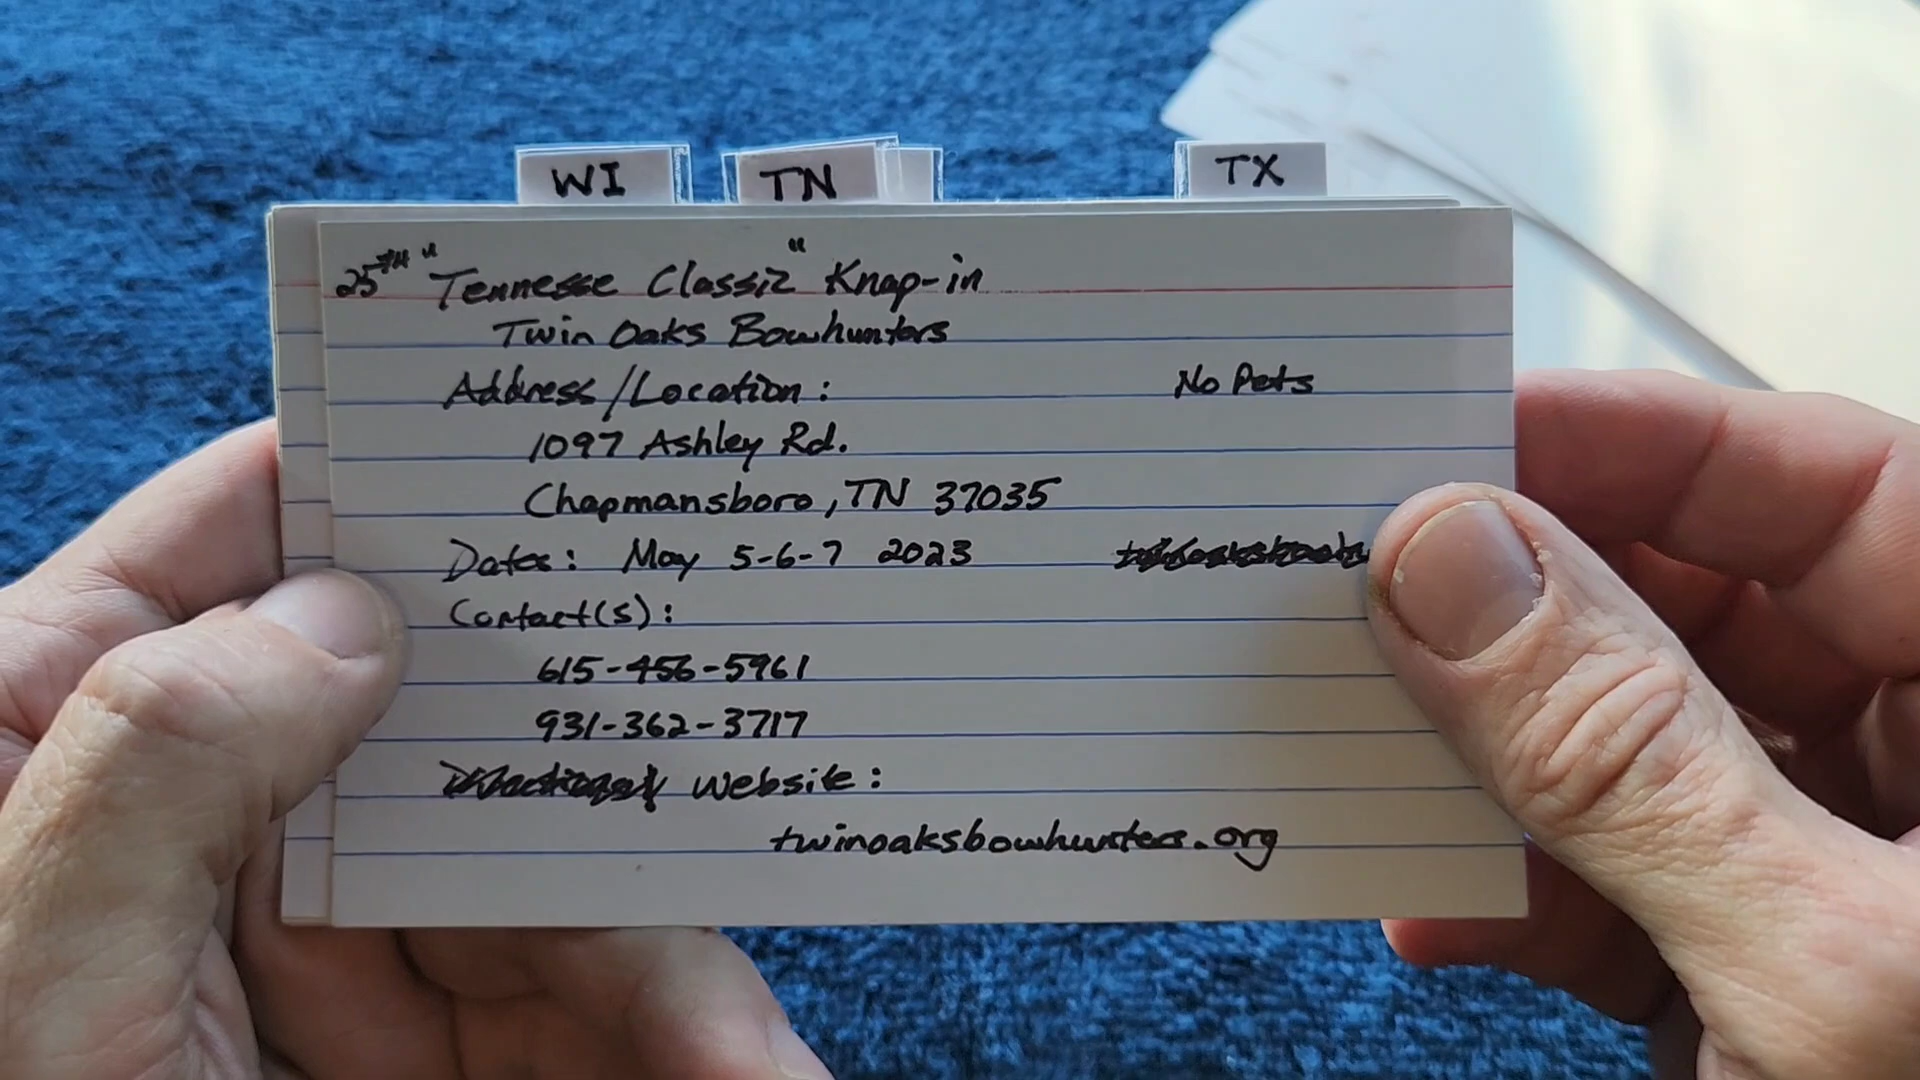 WI TN TX
25TH "Tennesse Classic" Knap-in
Twin Oaks Bowhunters
Address/Location: No Pets
1097 Ashley Rd.
Chapmansboro, TN 37035
Dates: May 5-6-7 2023
Contact(s):
615-456-5961
931-362-3717
Website:
twinoaksbowhunters.org